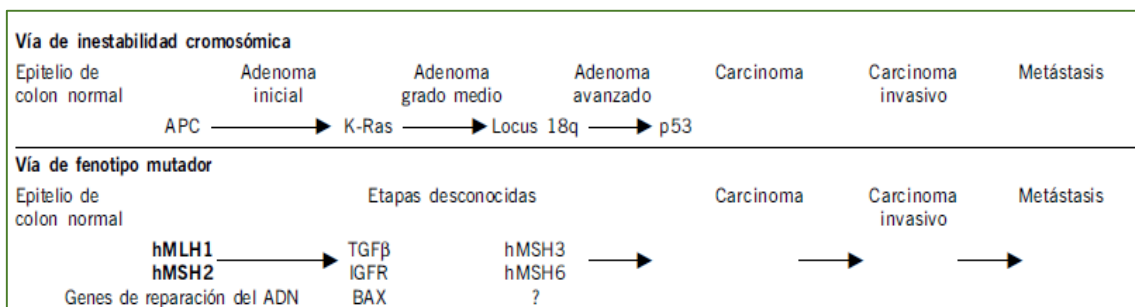 Vía de inestabilidad cromosómica
Epitelio de Adenoma Adenoma Adenoma Carcinoma Carcinoma Metástasis
colon normal inicial grado medio avanzado invasivo
APC K-Ras Locus 18q p53
Vía de fenotipo mutador
Epitelio de Etapas desconocidas Carcinoma Carcinoma Metástasis
colon normal invasivo
hMLH1 TGFβ hMSH3
hMSH2 IGFR hMSH6
Genes de reparación del ADN BAX ?